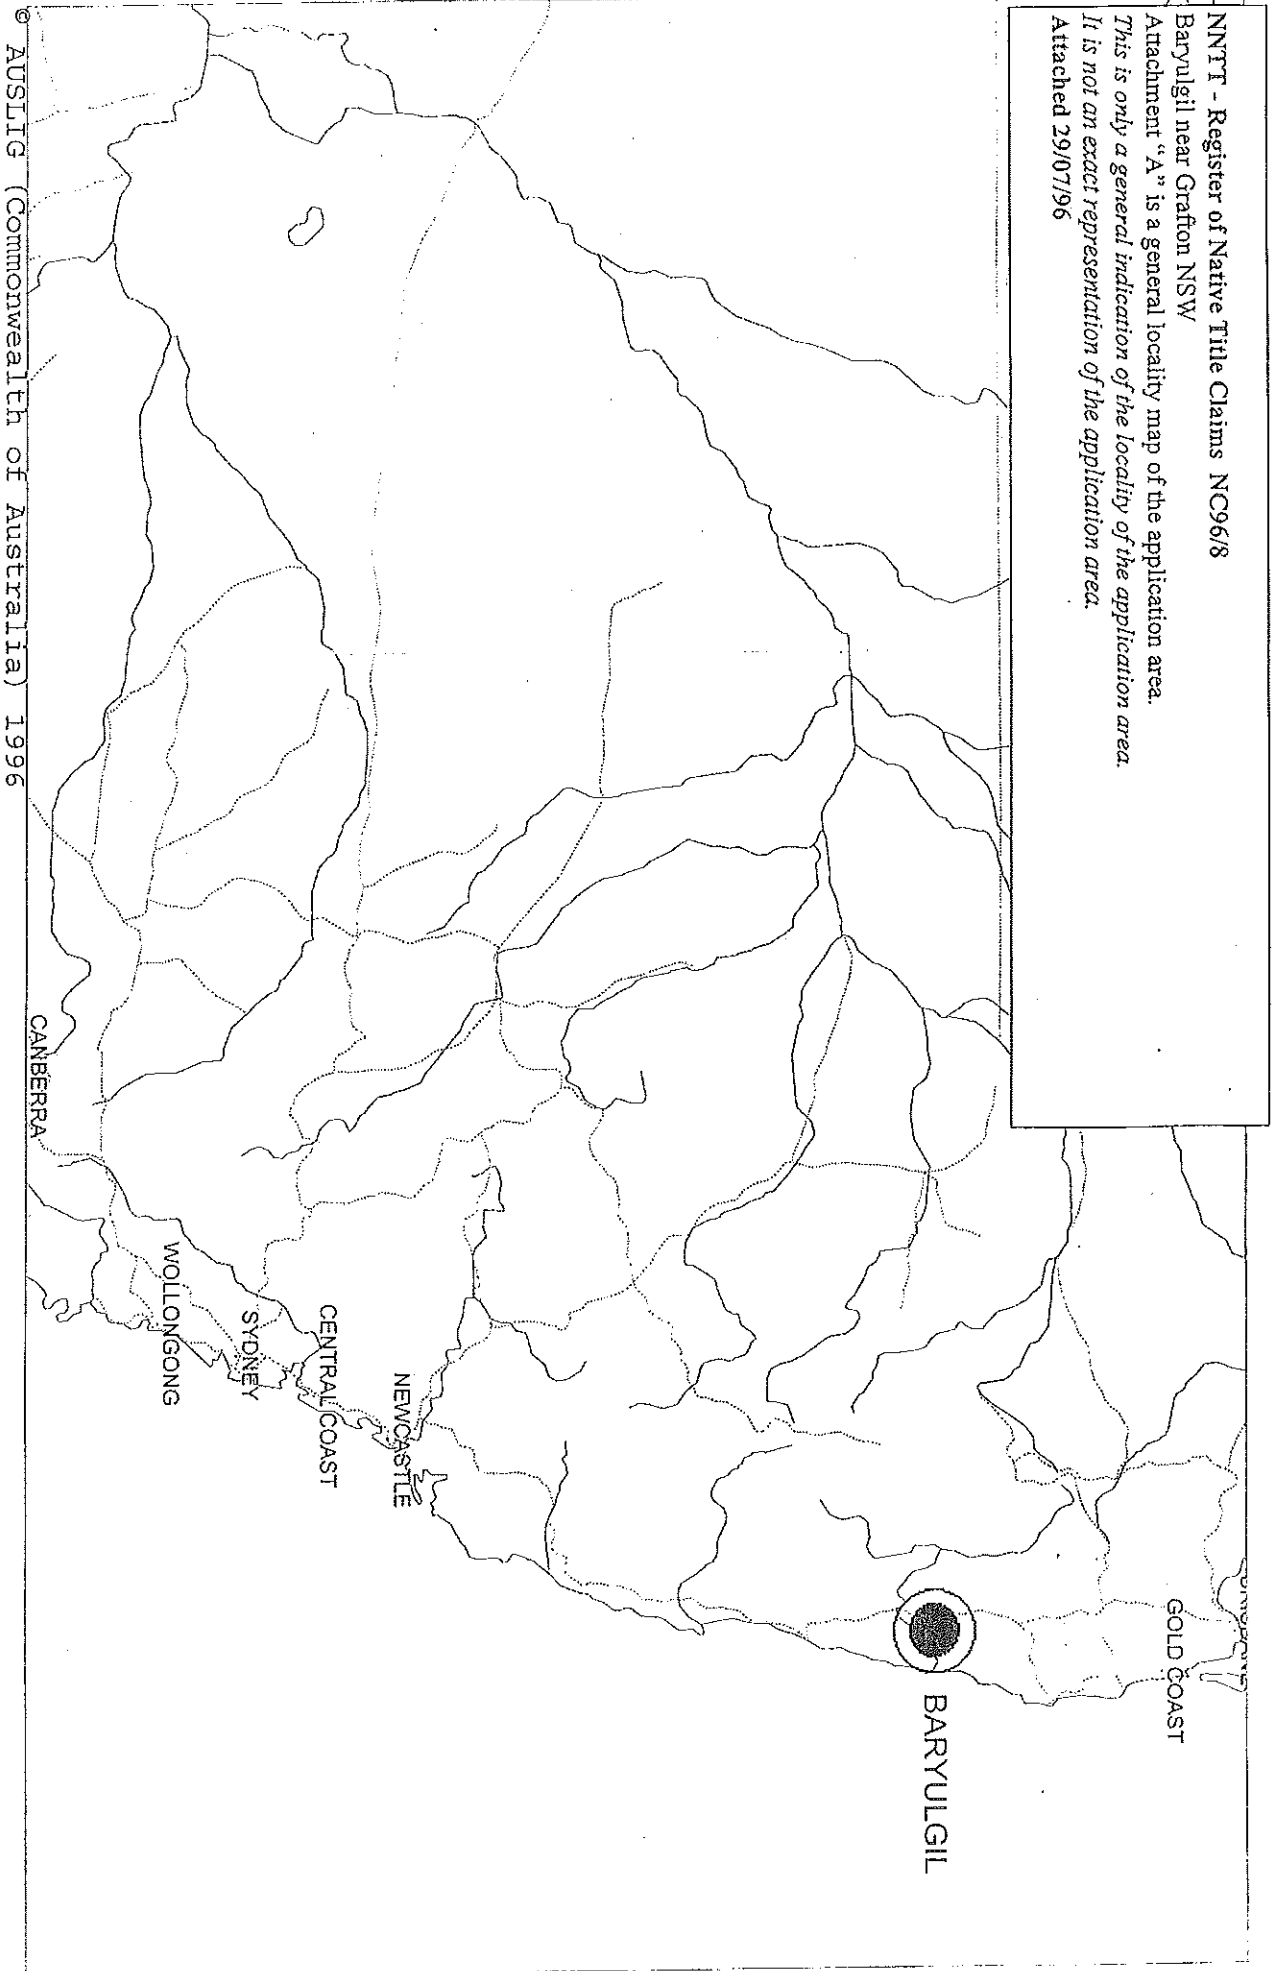 NNTT - Register of Native Title Claims NC96/8
Baryulgil near Grafton NSW
Attachment "A" is a general locality map of the application area.
This is only a general indication of the locality of the application area.
It is not an exact representation of the application area.
Attached 29/07/96
GOLD COAST
BARYULGIL
NEWCASTLE
CENTRAL COAST
SYDNEY
WOLLONGONG
CANBERRA
© AUSLIG (Commonwealth of Australia) 1996